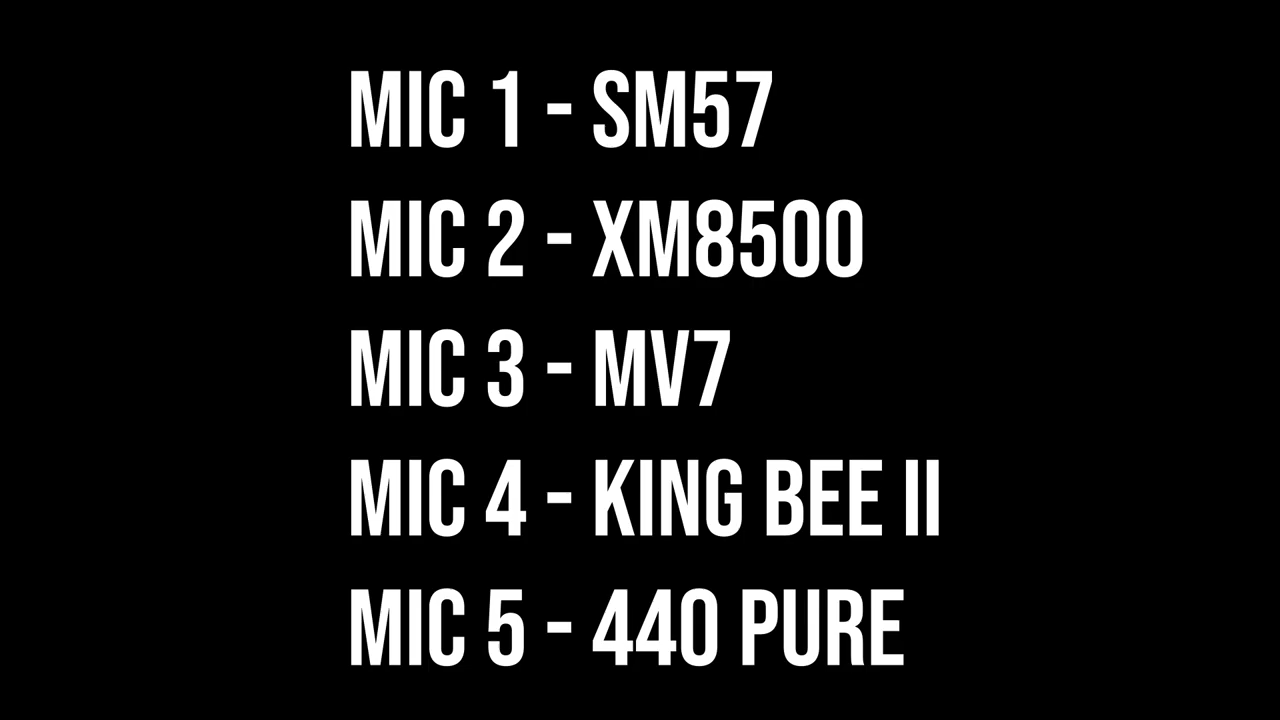 MIC 1 - SM57
MIC 2 - XM8500
MIC 3 - MV7
MIC 4 - KING BEE II
MIC 5 - 440 PURE